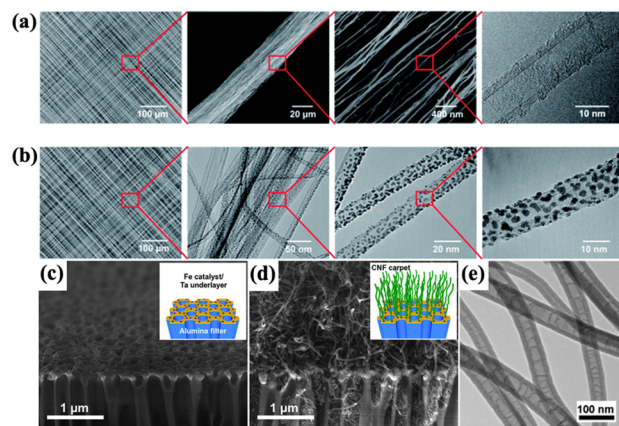 (a)
100 µm
20 µm
400 nm
10 nm
(b)
100 µm
50 nm
20 nm
10 nm
(c)
Fe catalyst/
Ta underlayer
Alumina filter
1 µm
(d)
CNF carpet
1 µm
(e)
100 nm